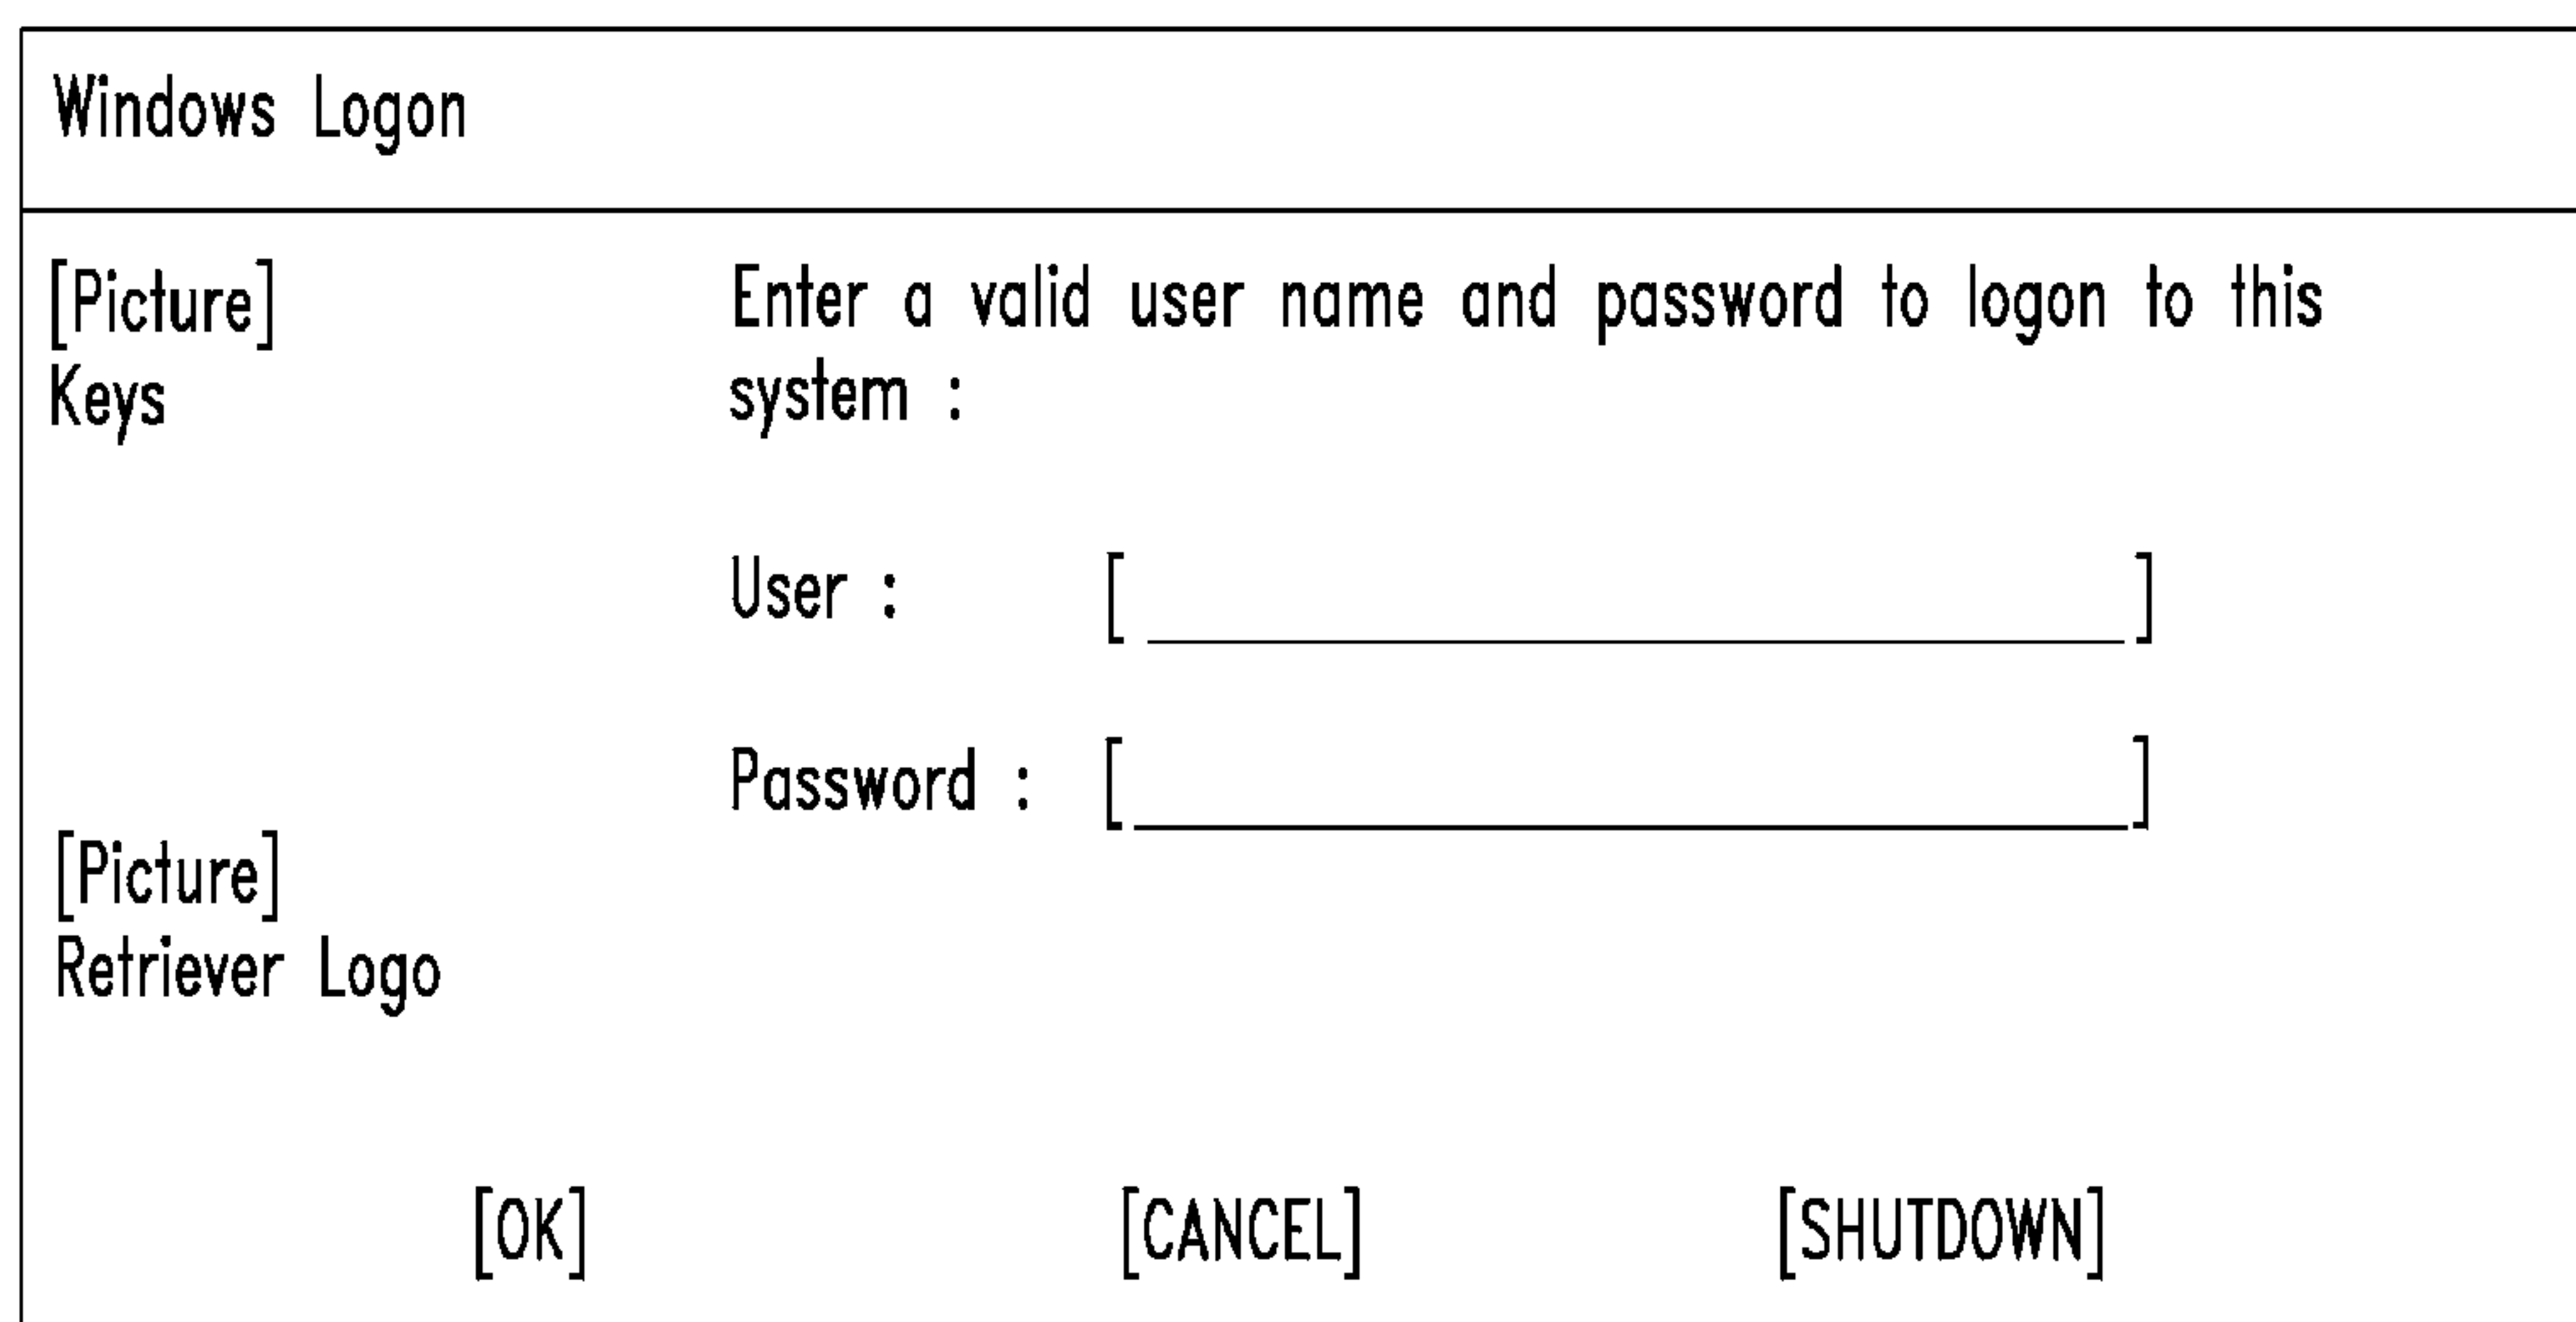 Windows Logon
[Picture]
Keys
Enter a valid user name and password to logon to this
system :
User : [ ]
Password : [ ]
[Picture]
Retriever Logo
[OK] [CANCEL] [SHUTDOWN]